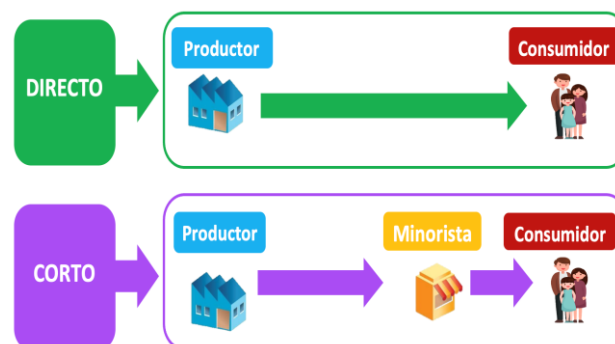 DIRECTO
Productor
Consumidor
CORTO
Productor
Minorista
Consumidor